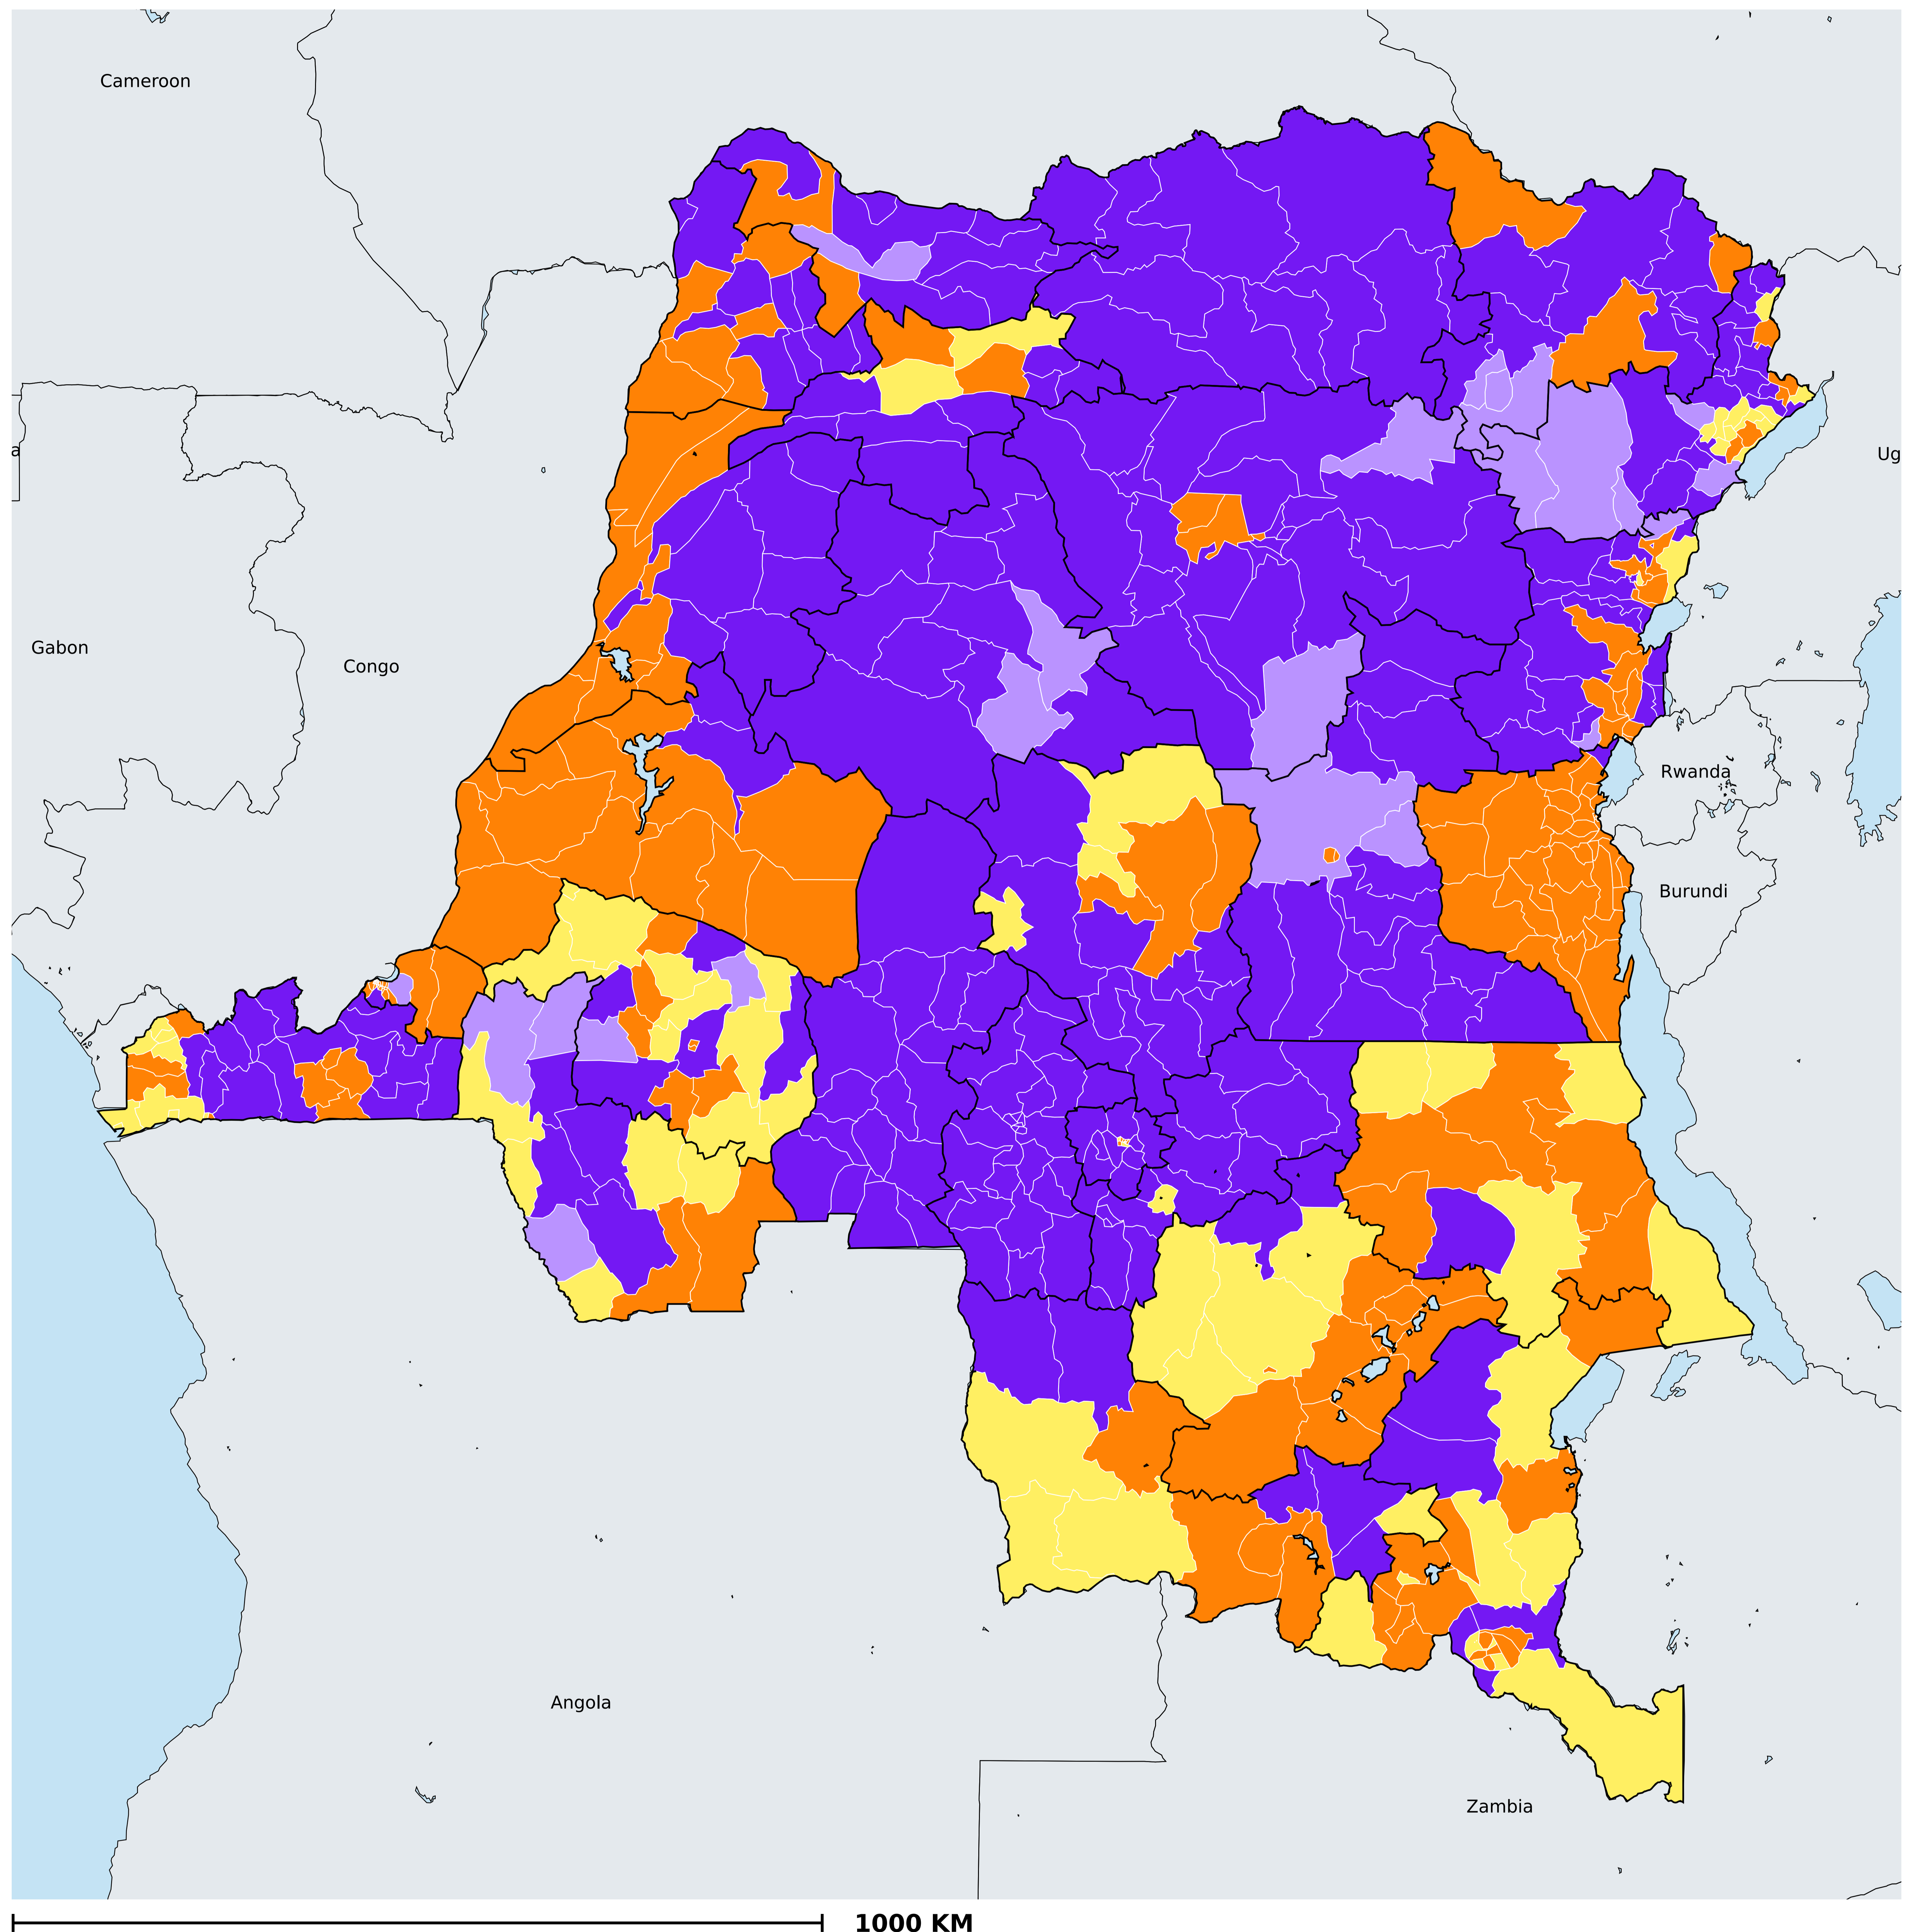 Cameroon
a
Ug
Gabon
Congo
Rwanda
Burundi
Angola
Zambia
1000 KM